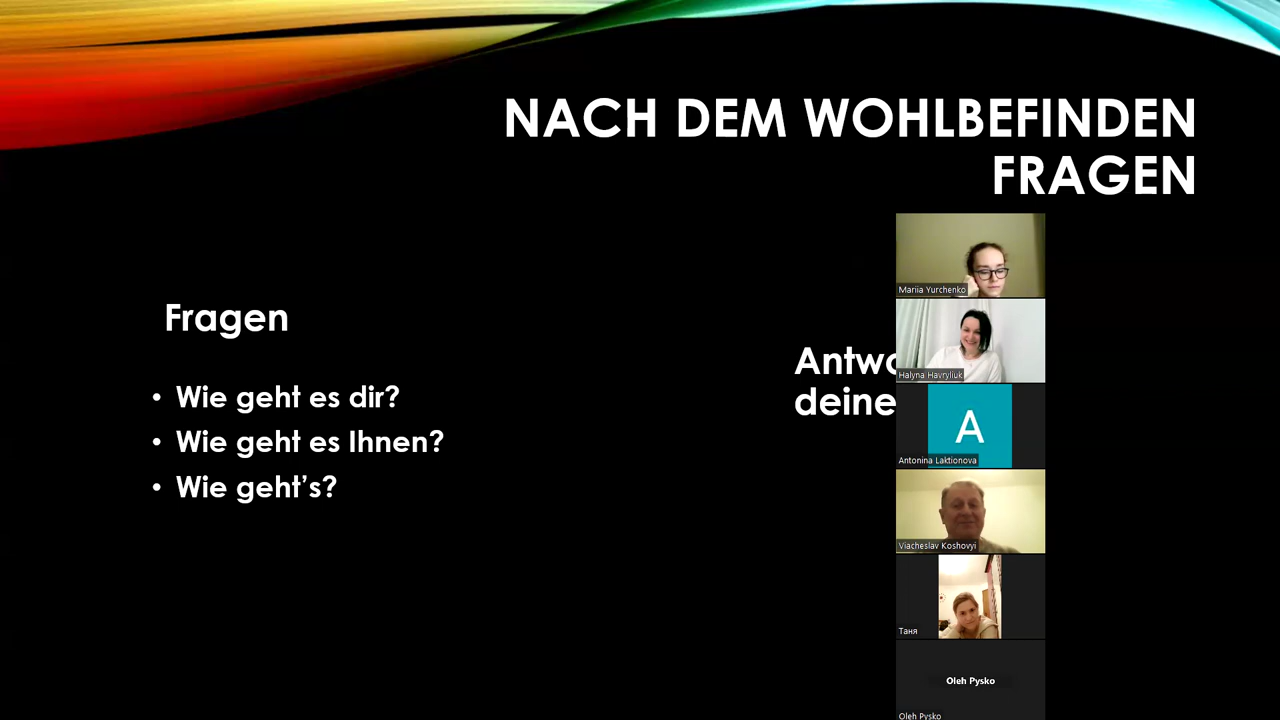 NACH DEM WOHLBEFINDEN
FRAGEN
Fragen
• Wie geht es dir?
• Wie geht es Ihnen?
• Wie geht's?
deine
Mariia Yurchenko
Halyna Havryliuk
A
Antonina Laktionova
Viacheslav Koshovyi
Таня
Oleh Pysko
Oleh Pysko